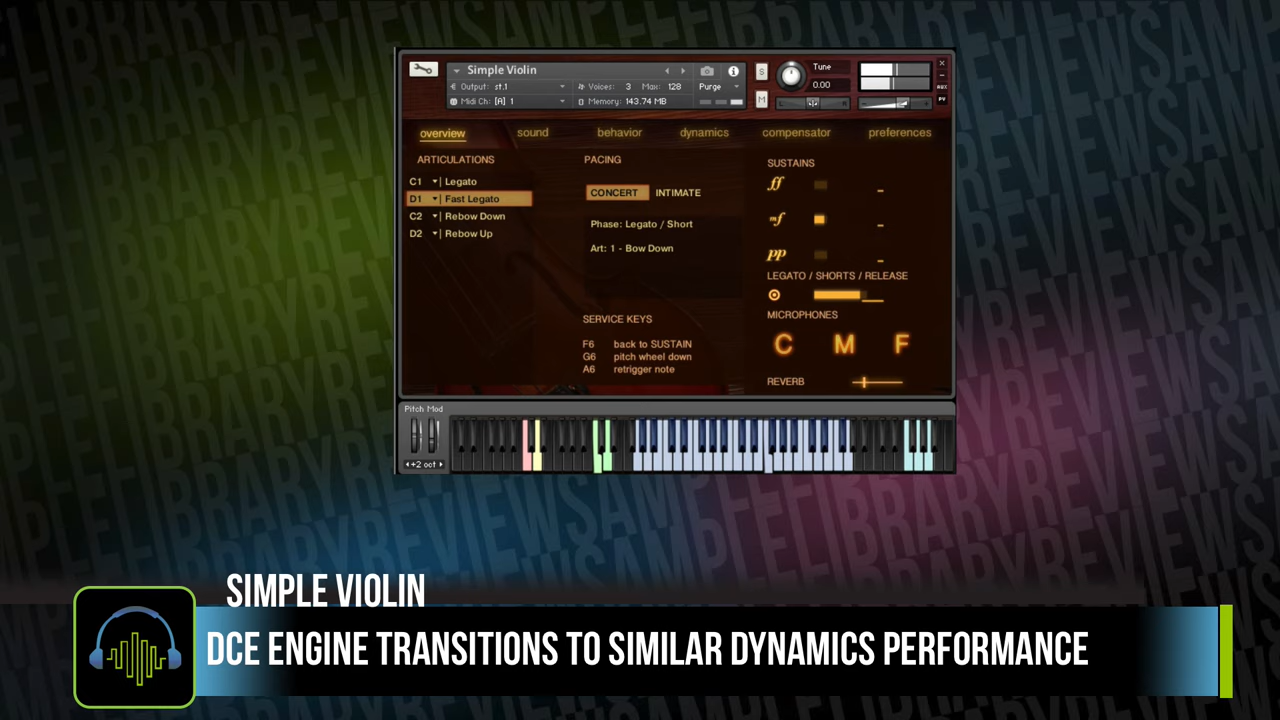 Simple Violin
S
Tune
Output: st.1
Voices: 3 Max: 128
Purge
0.00
Midi Ch: [A] 1
Memory: 143.74 MB
M
AUX
PV
overview sound behavior dynamics compensator preferences
ARTICULATIONS
C1 Legato
D1 Fast Legato
C2 Rebow Down
D2 Rebow Up
PACING
CONCERT INTIMATE
Phase: Legato / Short
Art: 1 - Bow Down
SERVICE KEYS
F6 back to SUSTAIN
G6 pitch wheel down
A6 retrigger note
SUSTAINS
ff
mf
pp
LEGATO / SHORTS / RELEASE
MICROPHONES
C M F
REVERB
Pitch Mod
+2 oct
SIMPLE VIOLIN
DCE ENGINE TRANSITIONS TO SIMILAR DYNAMICS PERFORMANCE